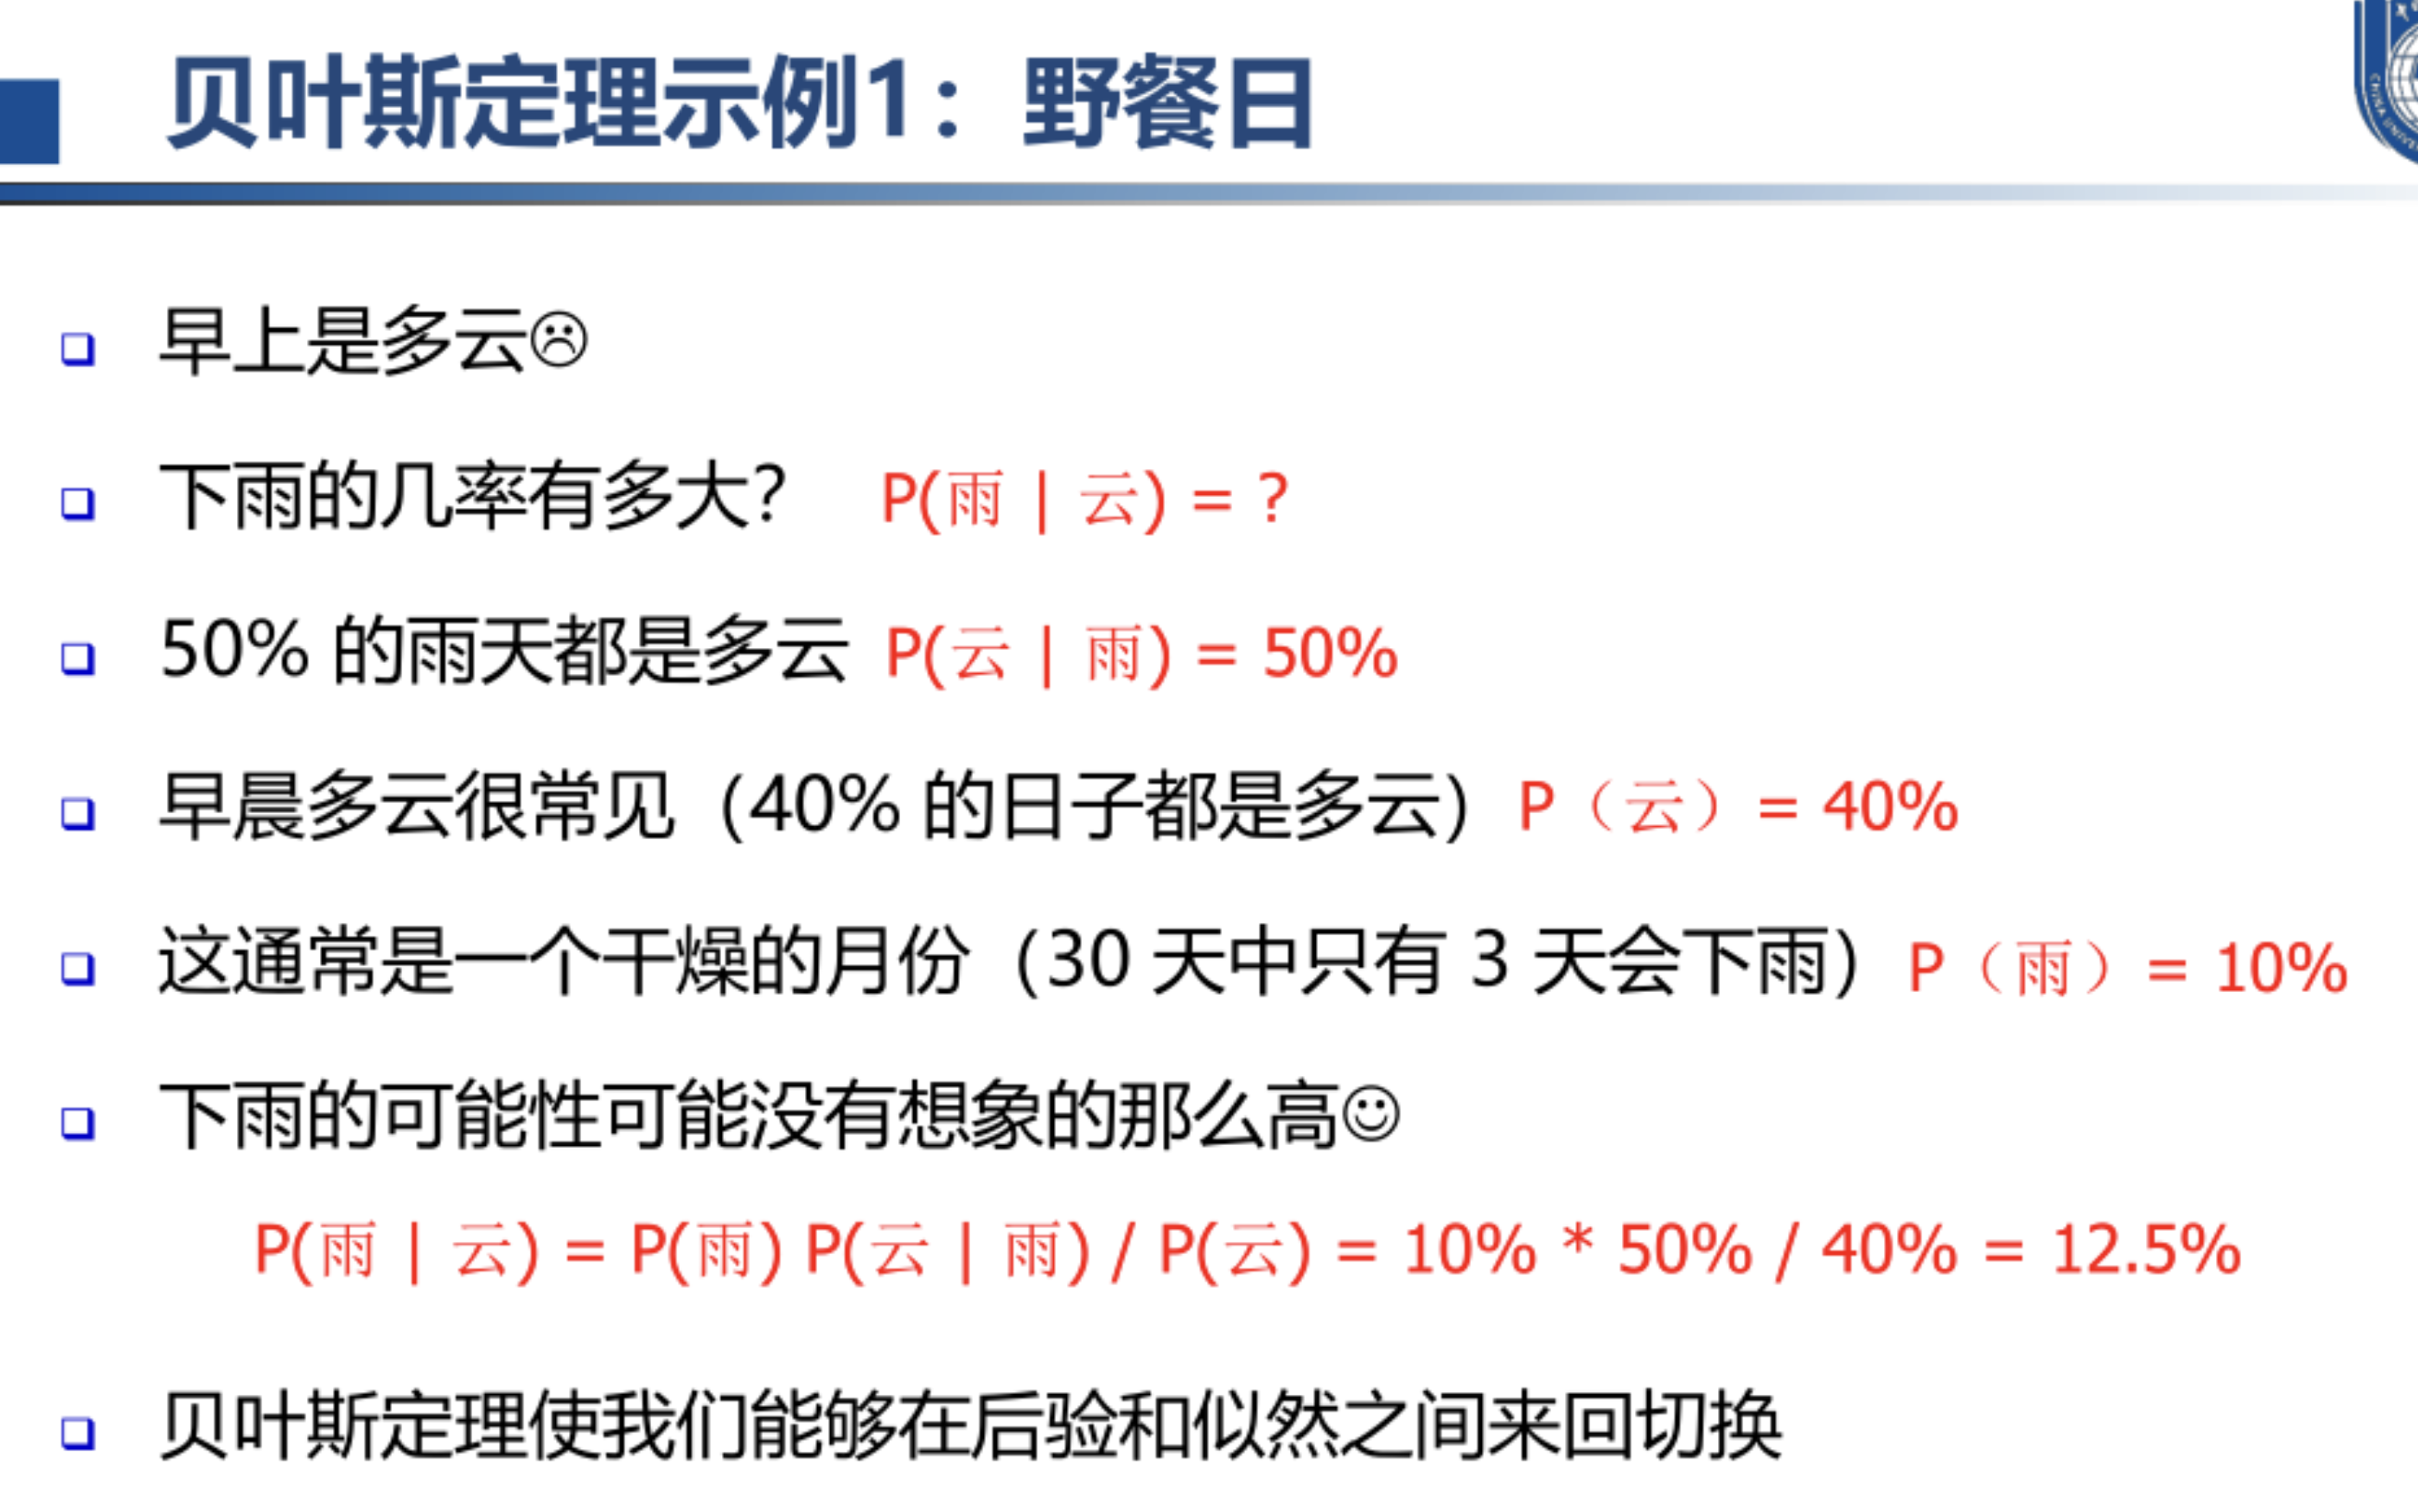 贝叶斯定理示例1：野餐日
早上是多云☹
下雨的几率有多大？ P(雨 | 云) = ?
50% 的雨天都是多云 P(云 | 雨) = 50%
早晨多云很常见（40% 的日子都是多云） P（云）= 40%
这通常是一个干燥的月份（30 天中只有 3 天会下雨） P（雨）= 10%
下雨的可能性可能没有想象的那么高☺
P(雨 | 云) = P(雨) P(云 | 雨) / P(云) = 10% * 50% / 40% = 12.5%
贝叶斯定理使我们能够在后验和似然之间来回切换